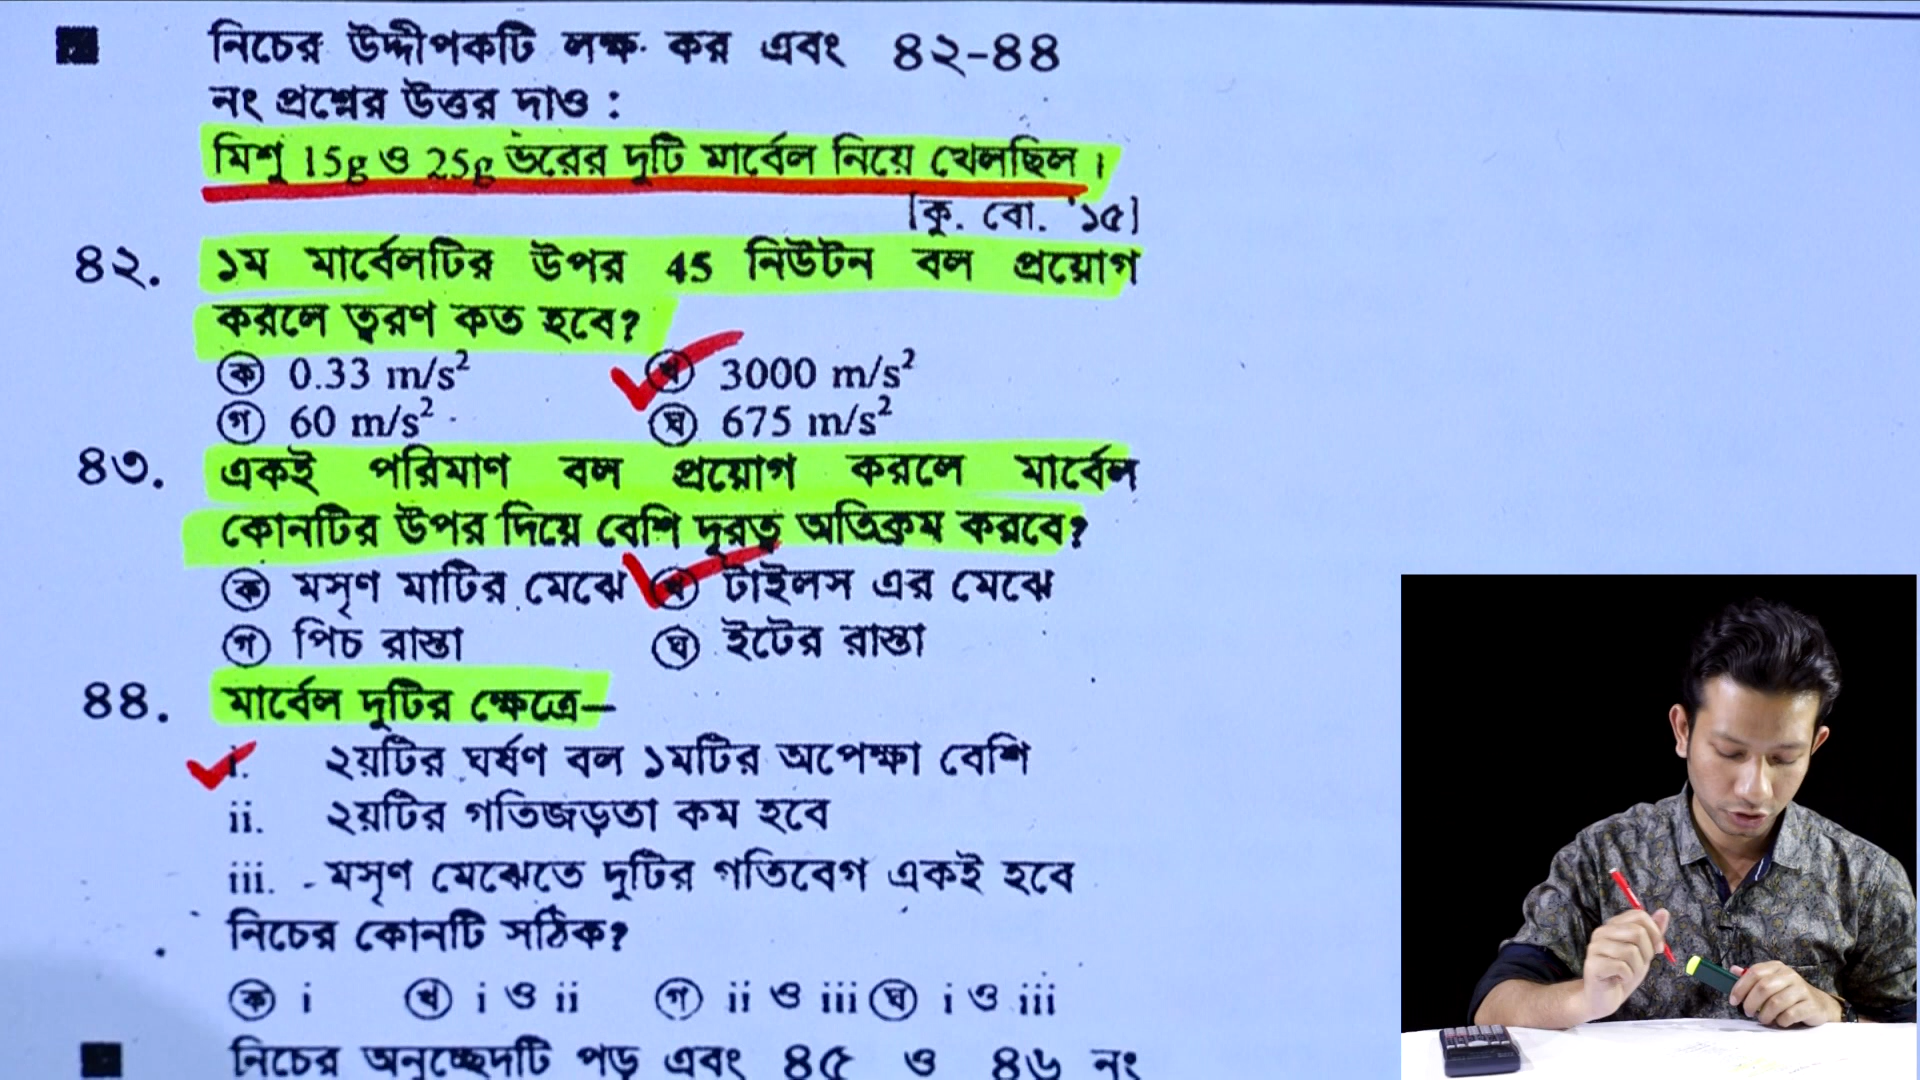 নিচের উদ্দীপকটি লক্ষ কর এবং ৪২-৪৪
নং প্রশ্নের উত্তর দাও :
মিশু 15g ও 25g ভরের দুটি মার্বেল নিয়ে খেলছিল।
[কু. বো. '১৫]
৪২. ১ম মার্বেলটির উপর 45 নিউটন বল প্রয়োগ
করলে ত্বরণ কত হবে?
ক 0.33 m/s² খ 3000 m/s²
গ 60 m/s² ঘ 675 m/s²
৪৩. একই পরিমাণ বল প্রয়োগ করলে মার্বেল
কোনটির উপর দিয়ে বেশি দূরত্ব অতিক্রম করবে?
ক মসৃণ মাটির মেঝে খ টাইলস এর মেঝে
গ পিচ রাস্তা ঘ ইটের রাস্তা
৪৪. মার্বেল দুটির ক্ষেত্রে–
i. ২য়টির ঘর্ষণ বল ১মটির অপেক্ষা বেশি
ii. ২য়টির গতিজড়তা কম হবে
iii. মসৃণ মেঝেতে দুটির গতিবেগ একই হবে
নিচের কোনটি সঠিক?
ক i খ i ও ii গ ii ও iii ঘ i ও iii
নিচের অনুচ্ছেদটি পড় এবং ৪৫ ও ৪৬ নং